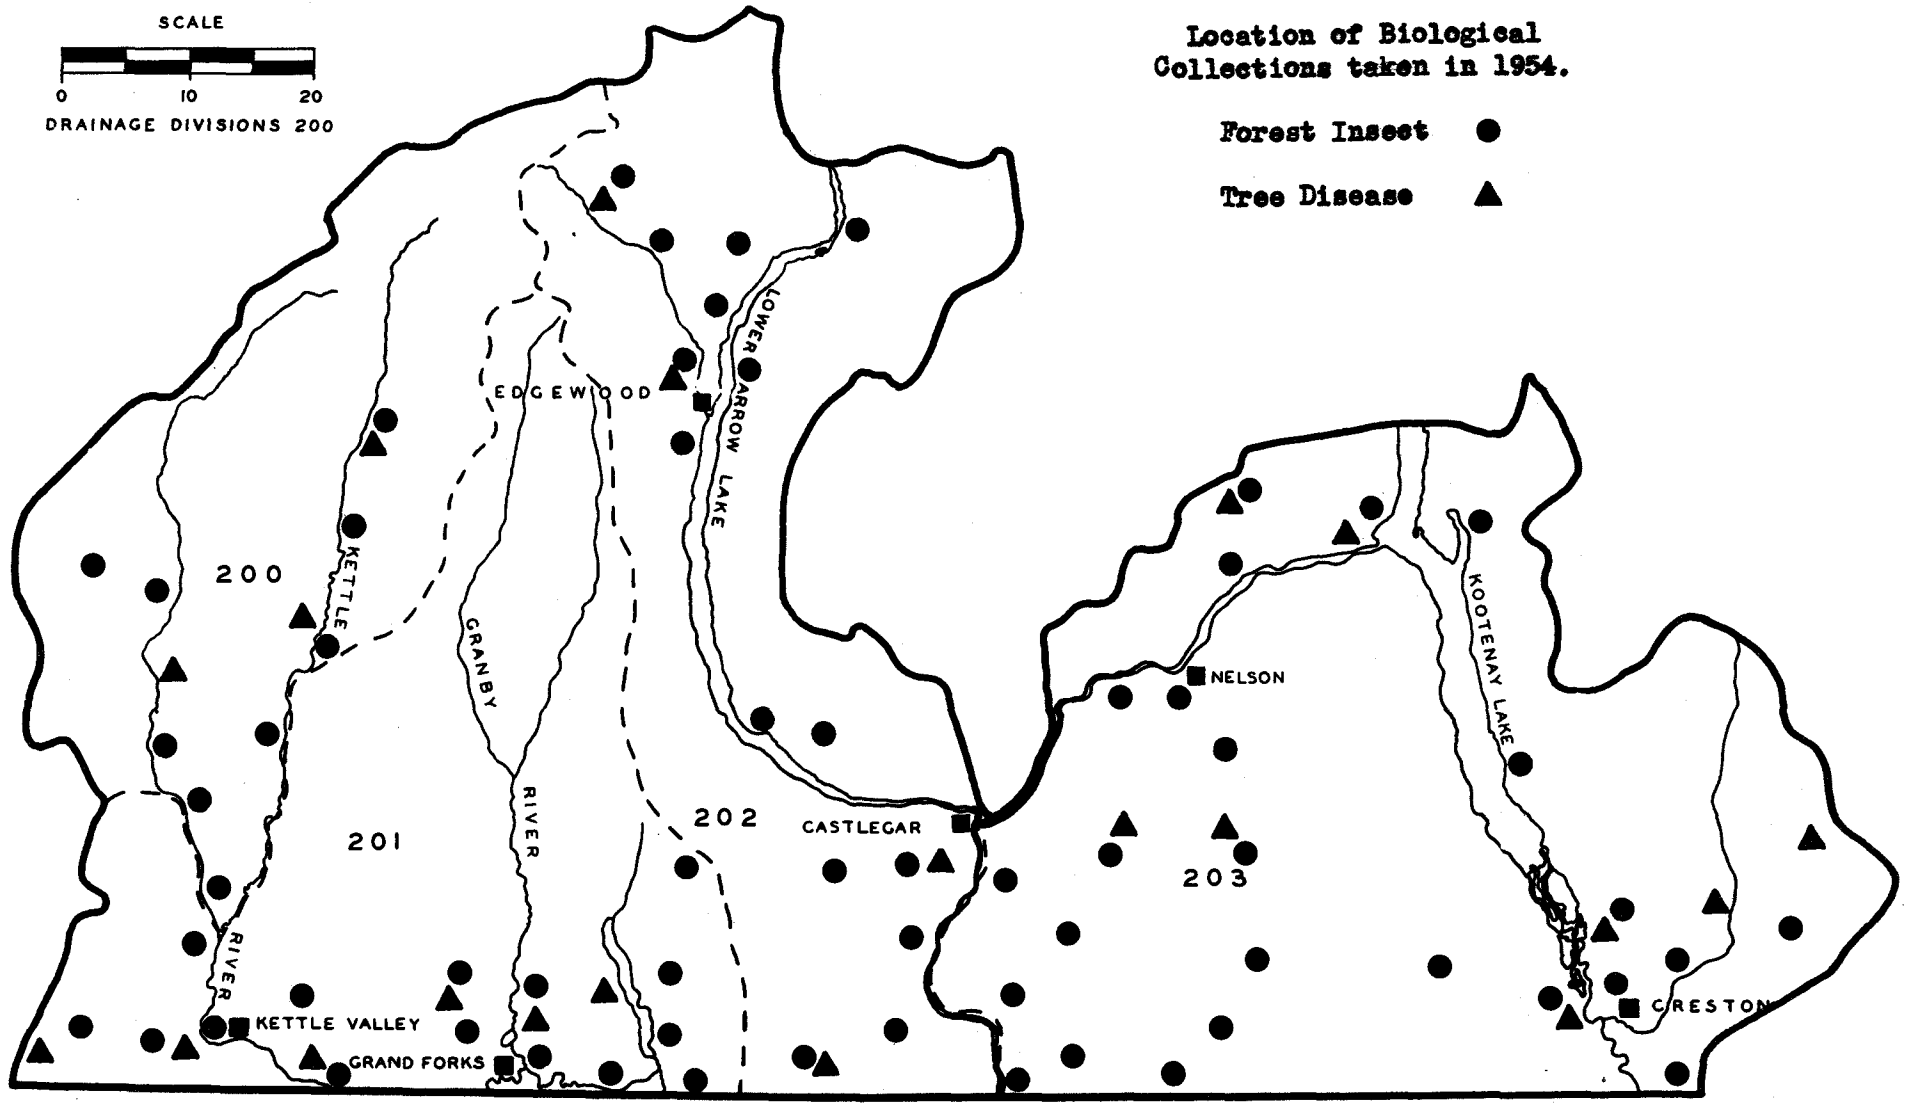 SCALE
0 10 20
DRAINAGE DIVISIONS 200
Location of Biological
Collections taken in 1954.
Forest Insect
Tree Disease
LOWER ARROW LAKE
EDGEWOOD
200
KETTLE
GRANBY
KOOTENAY LAKE
NELSON
RIVER
202
CASTLEGAR
201
203
RIVER
KETTLE VALLEY
CRESTON
GRAND FORKS